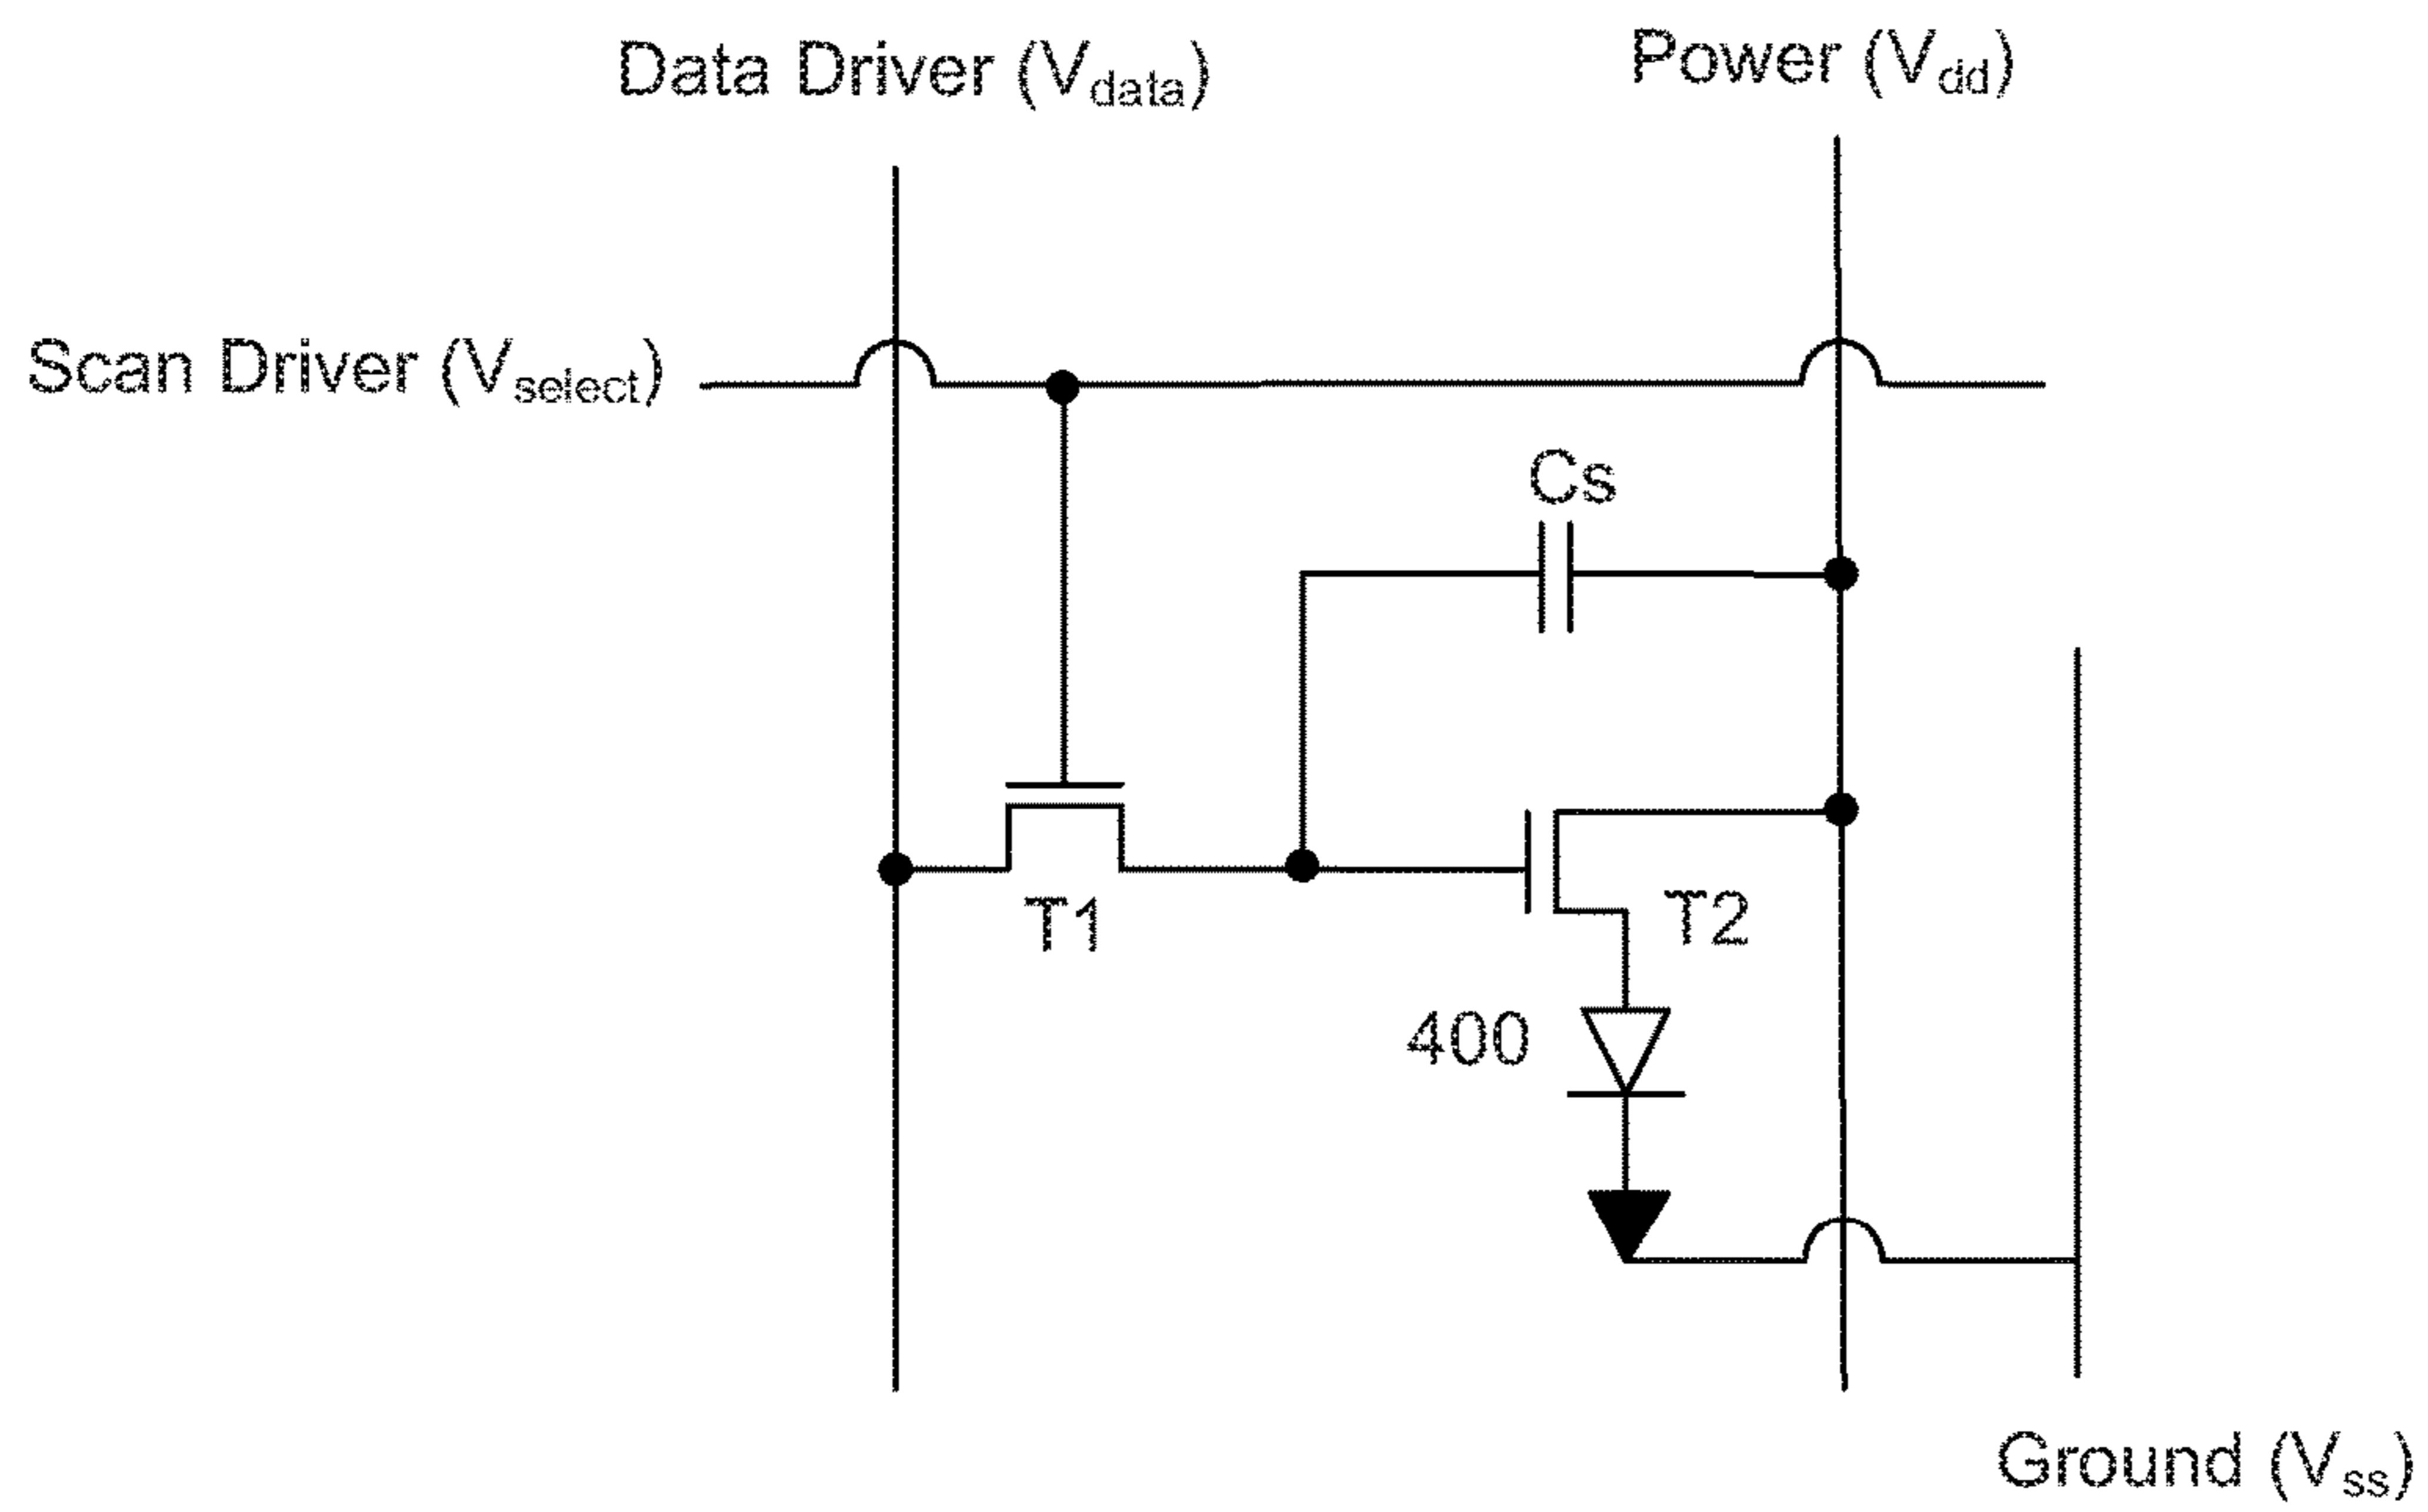 Data Driver (Vdata)
Power (Vdd)
Scan Driver (Vselect)
Cs
T1
T2
400
Ground (Vss)